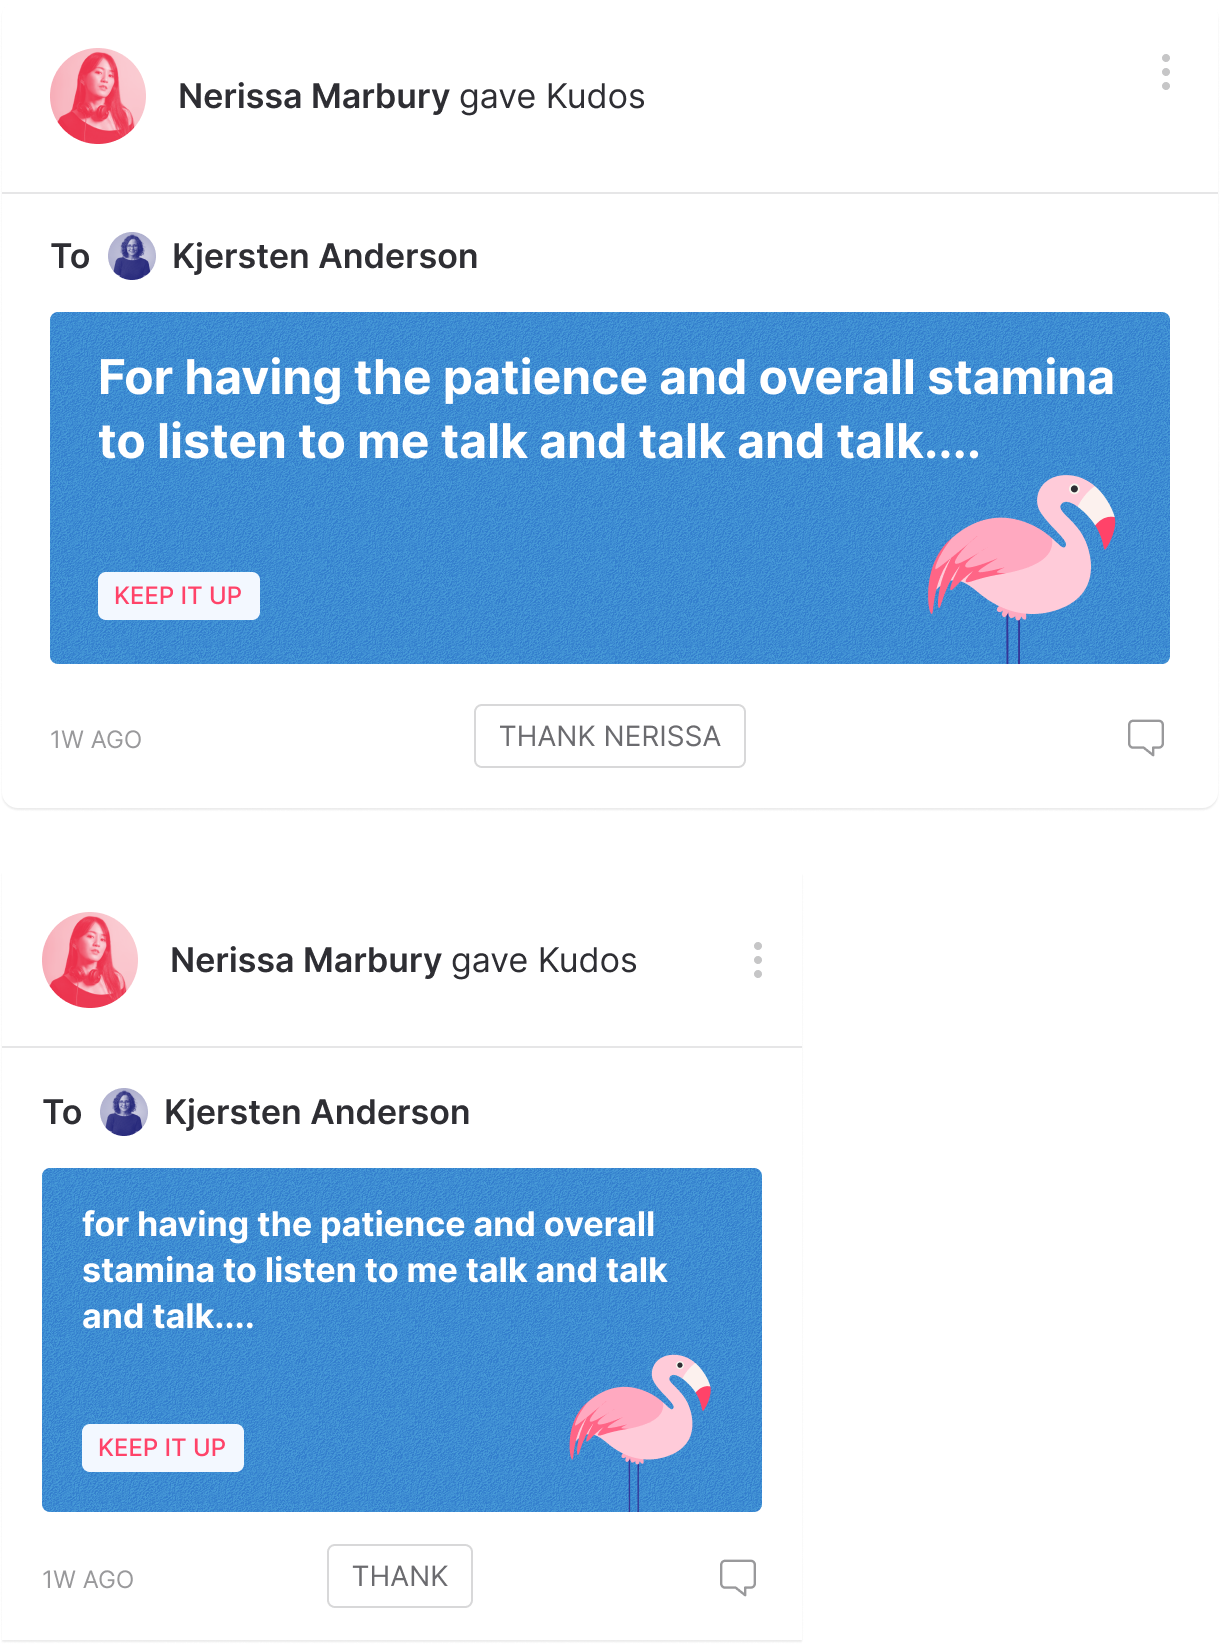 Nerissa Marbury gave Kudos
To Kjersten Anderson
For having the patience and overall stamina
to listen to me talk and talk and talk....
KEEP IT UP
1W AGO
THANK NERISSA
Nerissa Marbury gave Kudos
To Kjersten Anderson
for having the patience and overall
stamina to listen to me talk and talk
and talk....
KEEP IT UP
1W AGO
THANK